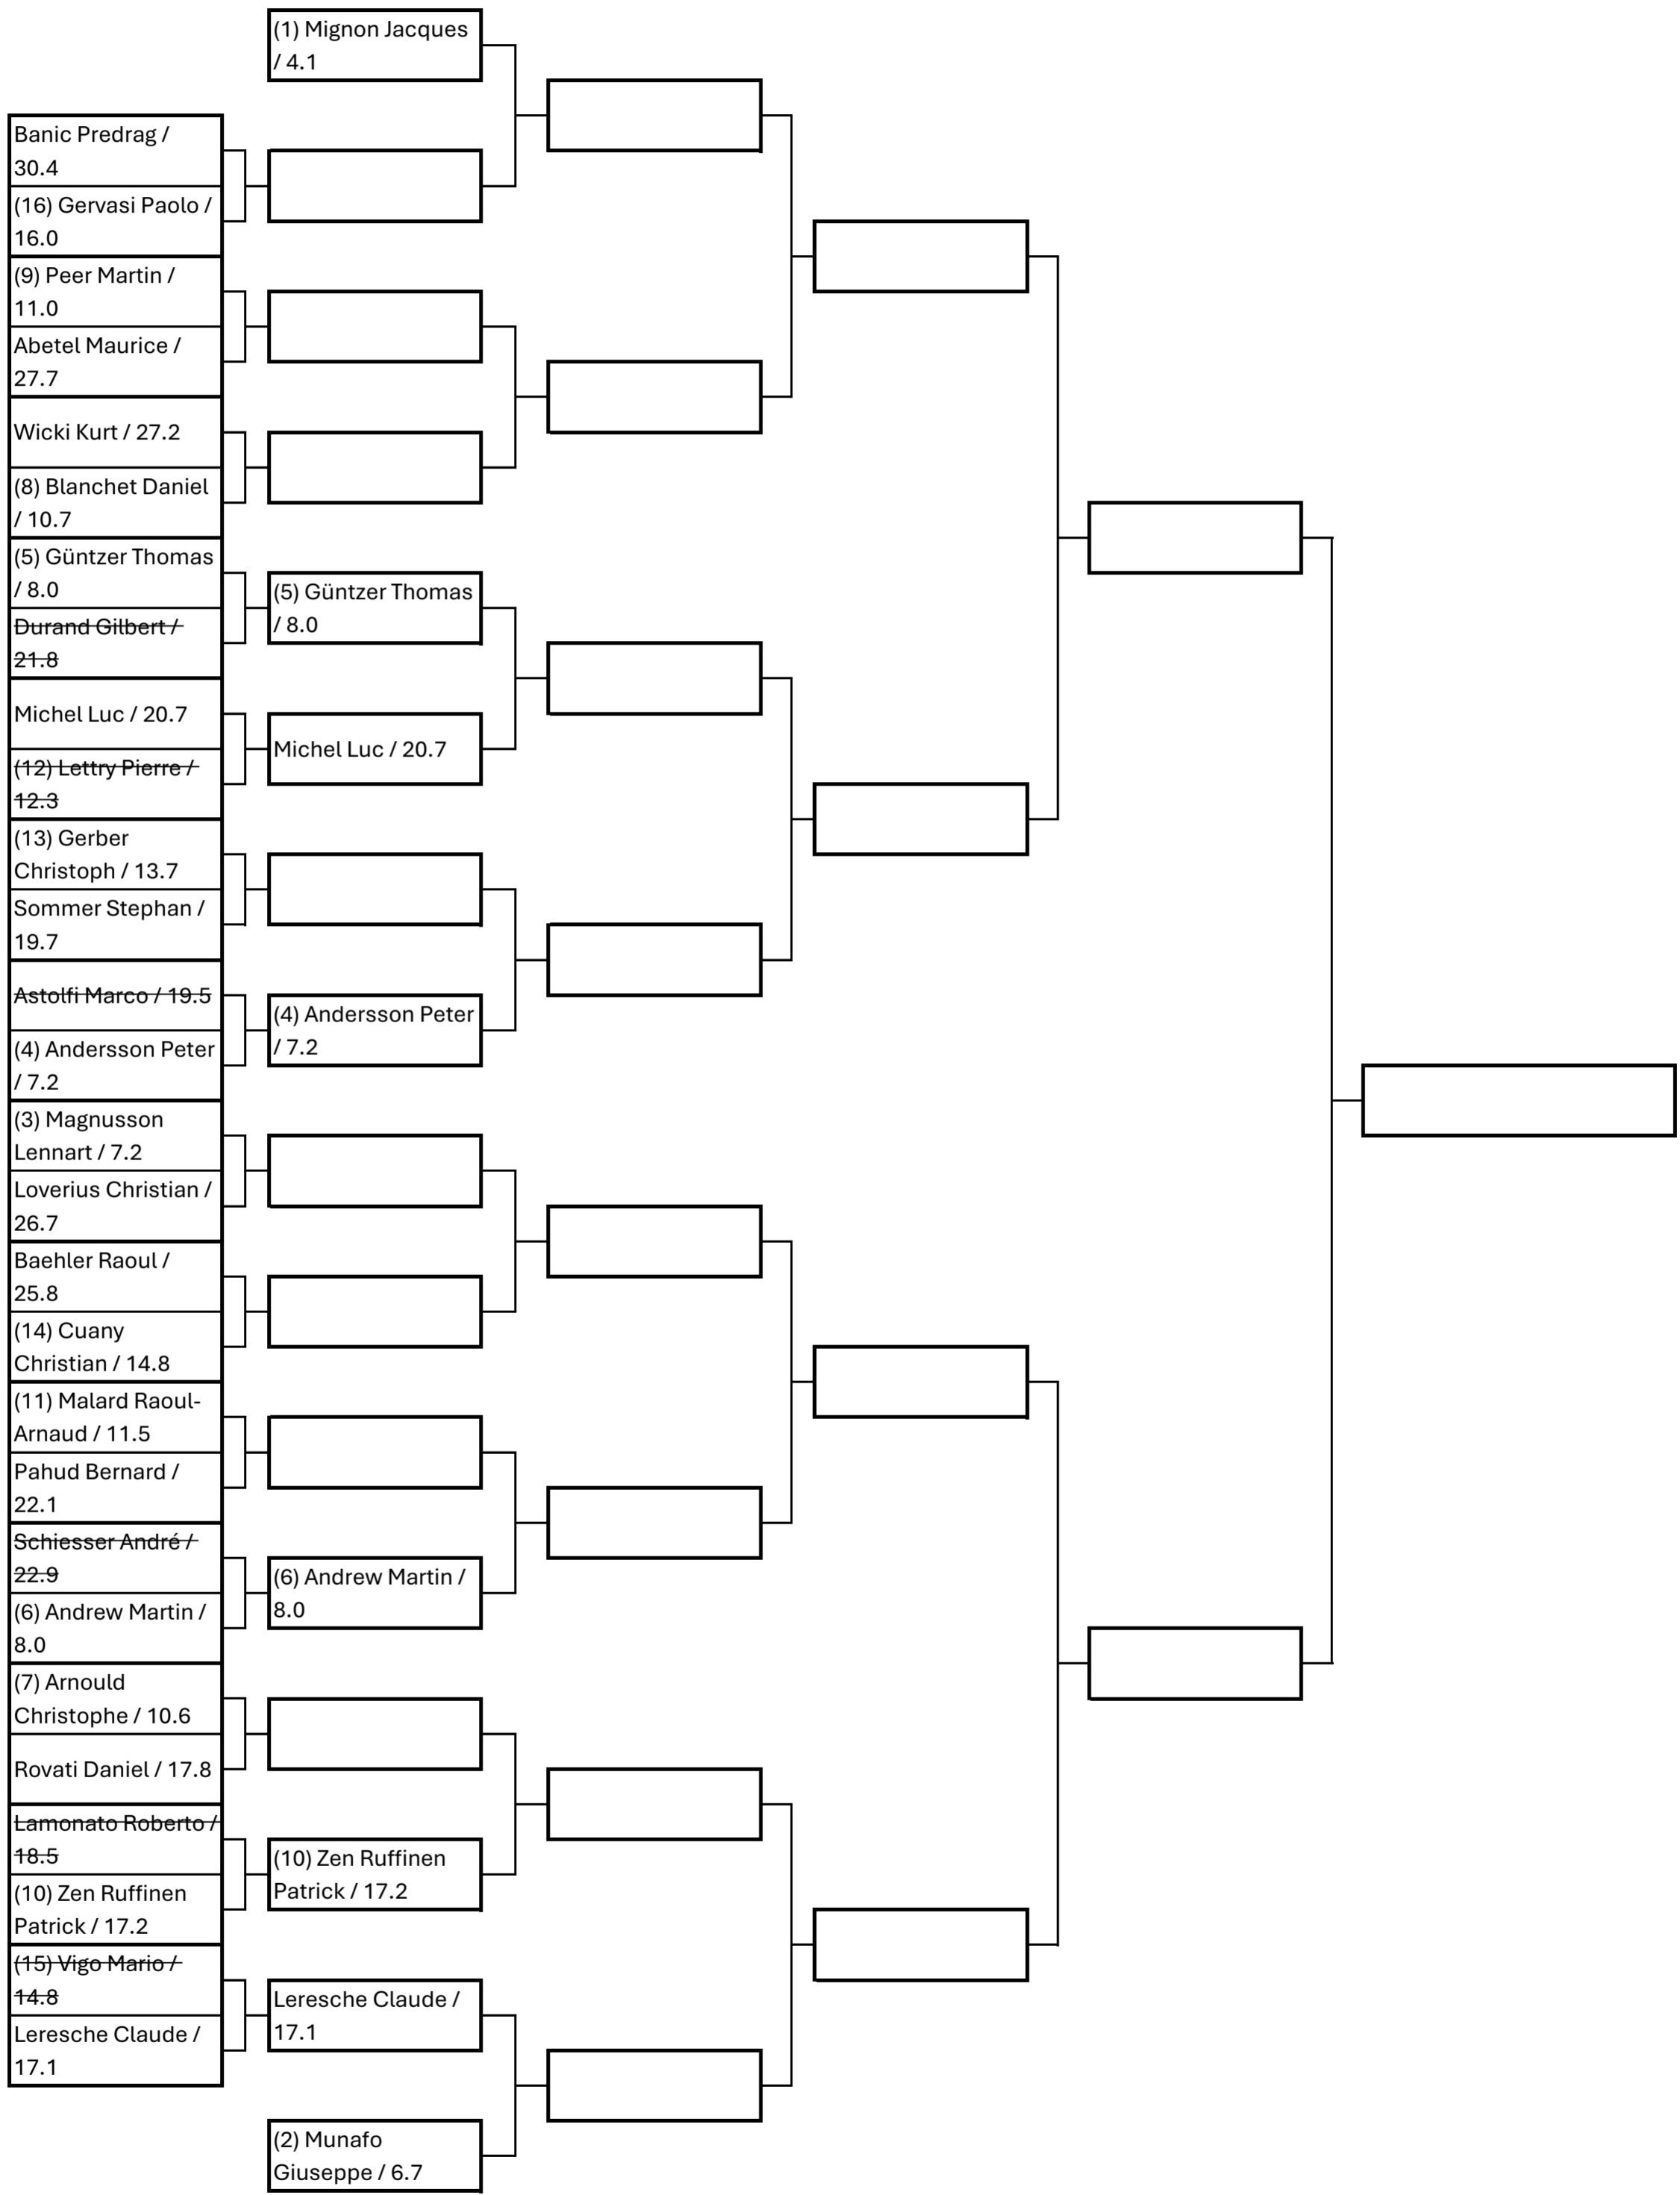 (1) Mignon Jacques
/ 4.1
Banic Predrag /
30.4
(16) Gervasi Paolo /
16.0
(9) Peer Martin /
11.0
Abetel Maurice /
27.7
Wicki Kurt / 27.2
(8) Blanchet Daniel
/ 10.7
(5) Güntzer Thomas
/ 8.0
(5) Güntzer Thomas
/ 8.0
Durand Gilbert /
21.8
Michel Luc / 20.7
Michel Luc / 20.7
(12) Lettry Pierre /
12.3
(13) Gerber
Christoph / 13.7
Sommer Stephan /
19.7
Astolfi Marco / 19.5
(4) Andersson Peter
/ 7.2
(4) Andersson Peter
/ 7.2
(3) Magnusson
Lennart / 7.2
Loverius Christian /
26.7
Baehler Raoul /
25.8
(14) Cuany
Christian / 14.8
(11) Malard Raoul-
Arnaud / 11.5
Pahud Bernard /
22.1
Schiesser André /
22.9
(6) Andrew Martin /
8.0
(6) Andrew Martin /
8.0
(7) Arnould
Christophe / 10.6
Rovati Daniel / 17.8
Lamonato Roberto /
18.5
(10) Zen Ruffinen
Patrick / 17.2
(10) Zen Ruffinen
Patrick / 17.2
(15) Vigo Mario /
14.8
Leresche Claude /
17.1
Leresche Claude /
17.1
(2) Munafo
Giuseppe / 6.7